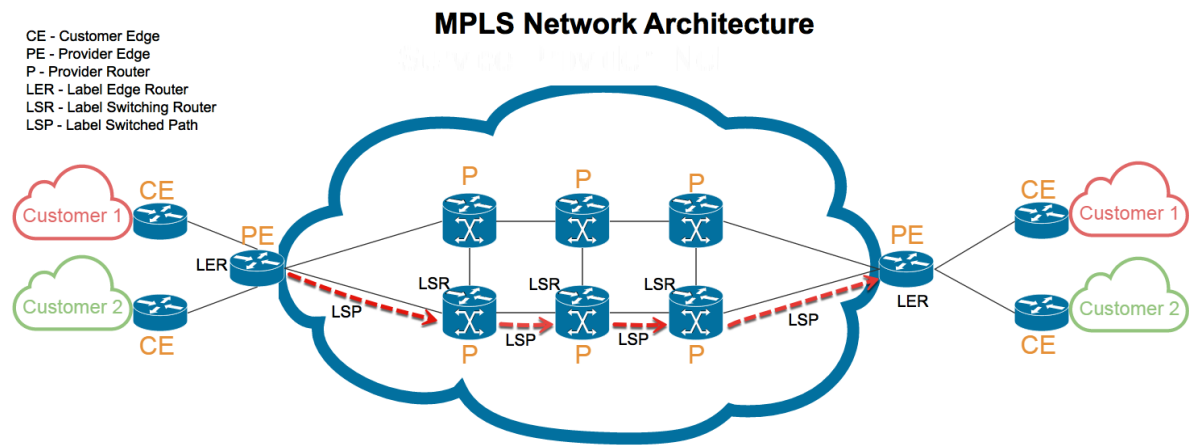 MPLS Network Architecture
CE - Customer Edge
PE - Provider Edge
P - Provider Router
LER - Label Edge Router
LSR - Label Switching Router
LSP - Label Switched Path
P
P
P
CE
CE
Customer 1
Customer 1
PE
PE
LER
LSR
LSR
LSR
LER
Customer 2
Customer 2
LSP
LSP
LSP
LSP
CE
P
P
P
CE